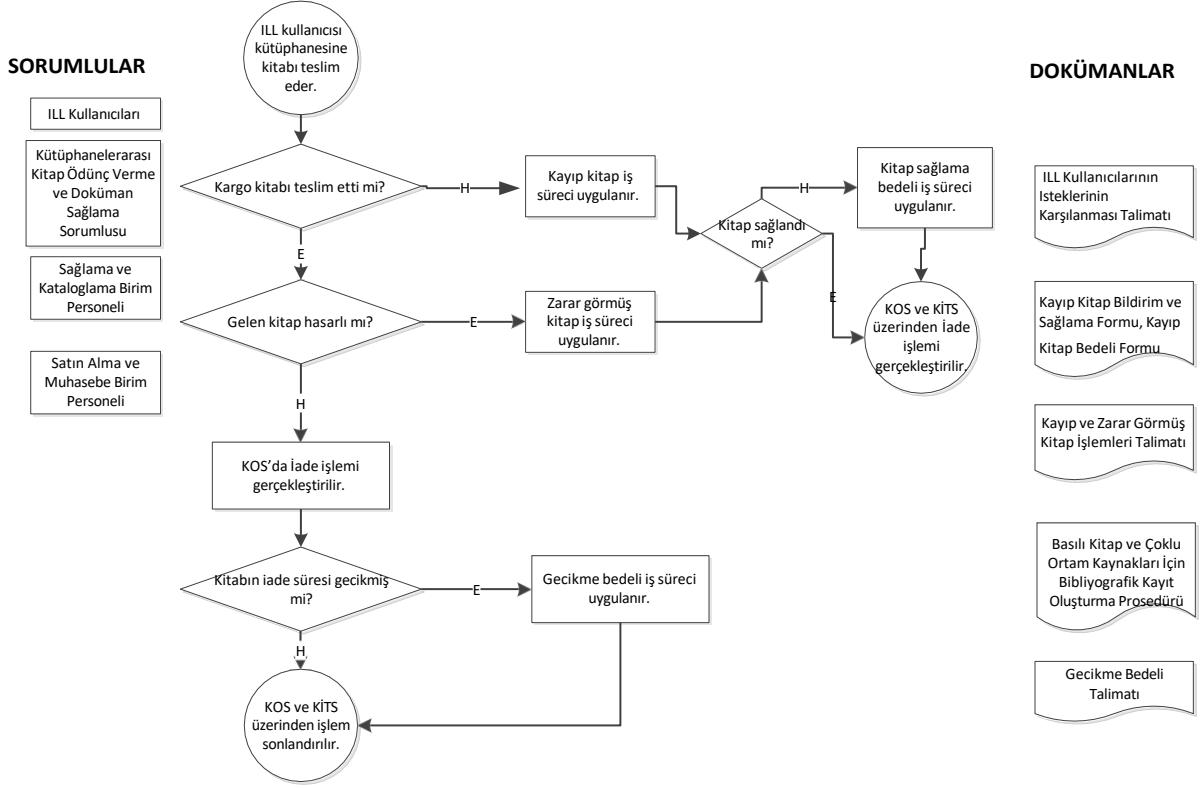 SORUMLULAR
ILL Kullanıcıları
Kütüphanelerarası
Kitap Ödünç Verme
ve Doküman
Sağlama
Sorumlusu
Sağlama ve
Kataloglama Birim
Personeli
Satın Alma ve
Muhasebe Birim
Personeli
ILL kullanıcısı
kütüphanesine
kitabı teslim
eder.
Kargo kitabı teslim etti mi?
H
Kayıp kitap iş
süreci uygulanır.
Kitap sağlandı
mı?
H
Kitap sağlama
bedeli iş süreci
uygulanır.
E
E
Gelen kitap hasarlı mı?
E
Zarar görmüş
kitap iş süreci
uygulanır.
KOS ve KİTS
üzerinden İade
işlemi
gerçekleştirilir.
H
KOS’da İade işlemi
gerçekleştirilir.
Kitabın iade süresi gecikmiş
mi?
E
Gecikme bedeli iş süreci
uygulanır.
H
KOS ve KİTS
üzerinden işlem
sonlandırılır.
DOKÜMANLAR
ILL Kullanıcılarının
Isteklerinin
Karşılanması Talimatı
Kayıp Kitap Bildirim ve
Sağlama Formu, Kayıp
Kitap Bedeli Formu
Kayıp ve Zarar Görmüş
Kitap İşlemleri Talimatı
Basılı Kitap ve Çoklu
Ortam Kaynakları İçin
Bibliyografik Kayıt
Oluşturma Prosedürü
Gecikme Bedeli
Talimatı